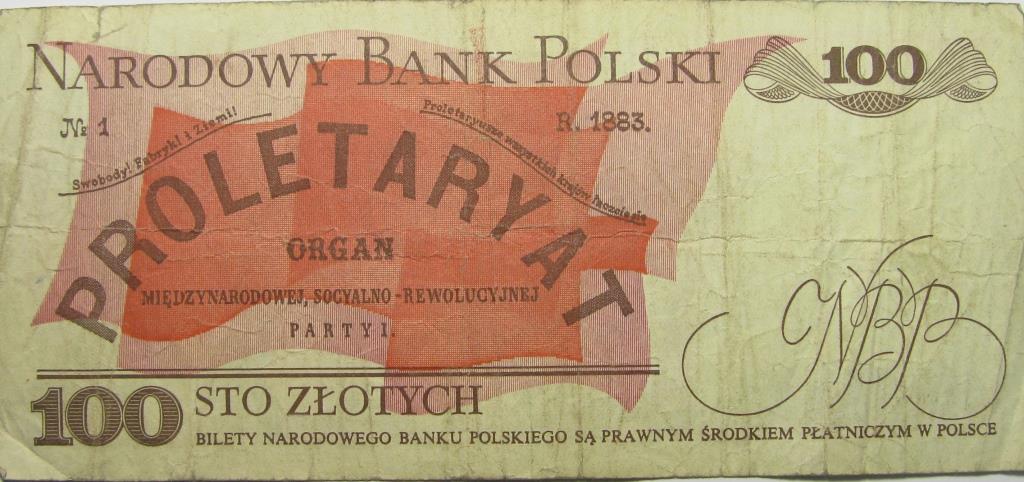 NARODOWY BANK POLSKI
100
№ 1
R. 1883.
Swobody! Fabryk! i Ziemi!
Proletaryusze wszystkich krajów łączcie się
PROLETARYAT
ORGAN
MIĘDZYNARODOWEJ, SOCYALNO-REWOLUCYJNEJ
PARTYI.
NBP
100 STO ZŁOTYCH
BILETY NARODOWEGO BANKU POLSKIEGO SĄ PRAWNYM ŚRODKIEM PŁATNICZYM W POLSCE